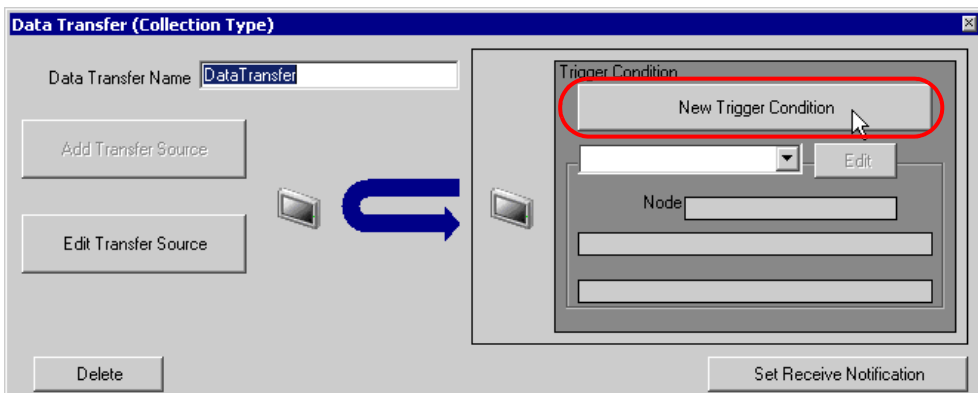 Data Transfer (Collection Type)
Data Transfer Name DataTransfer
Add Transfer Source
Edit Transfer Source
Delete
Trigger Condition
New Trigger Condition
Edit
Node
Set Receive Notification